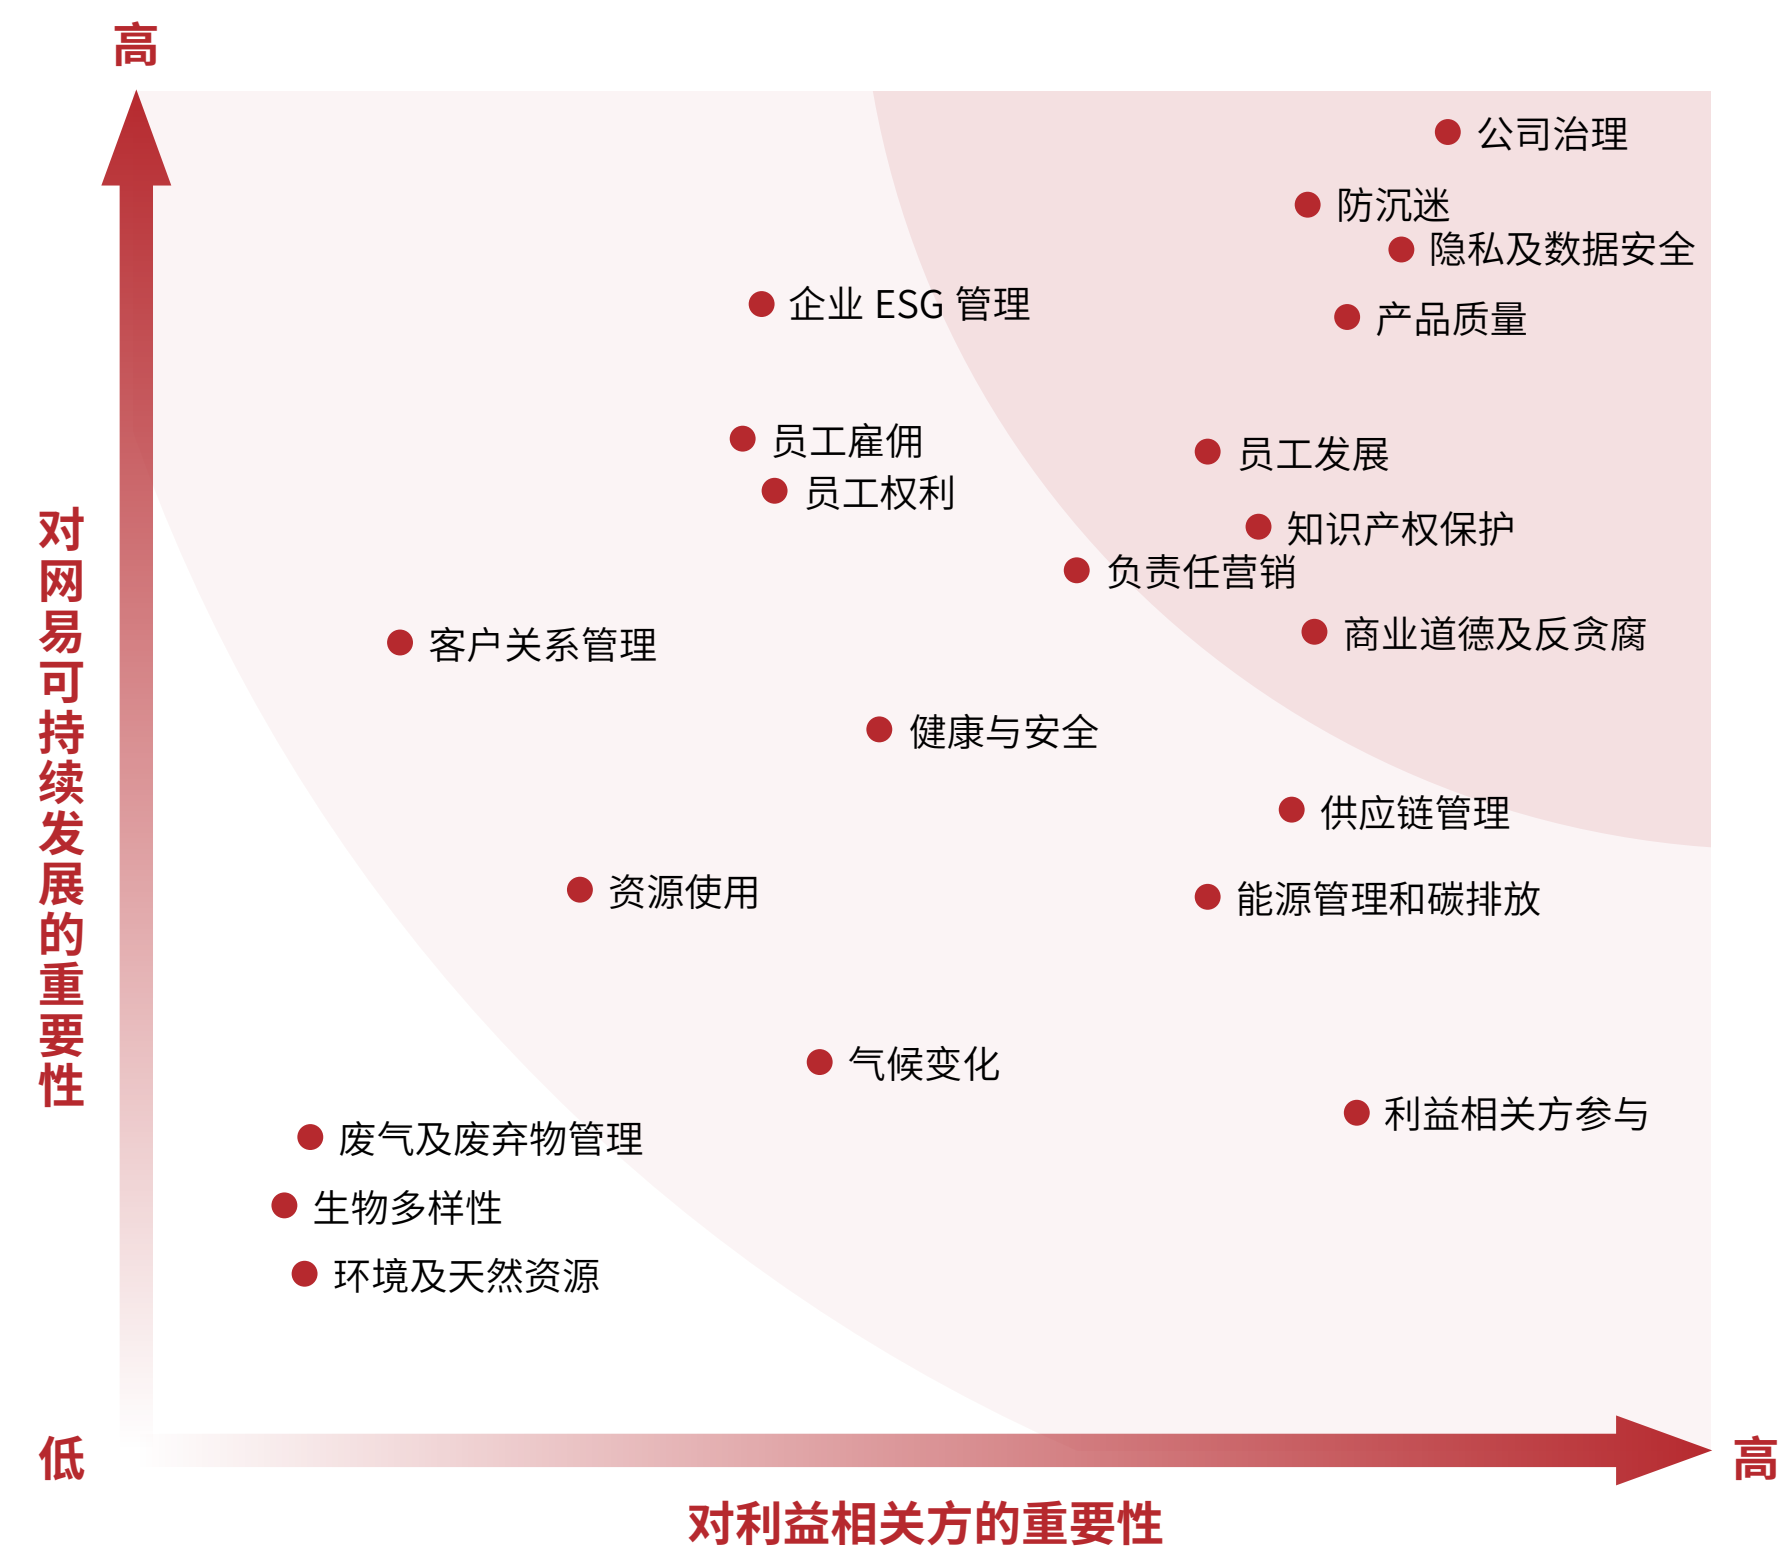 高
公司治理
防沉迷
隐私及数据安全
企业 ESG 管理
产品质量
员工雇佣
员工发展
员工权利
知识产权保护
负责任营销
商业道德及反贪腐
客户关系管理
健康与安全
供应链管理
资源使用
能源管理和碳排放
气候变化
利益相关方参与
废气及废弃物管理
生物多样性
环境及天然资源
对网易可持续发展的重要性
低
高
对利益相关方的重要性